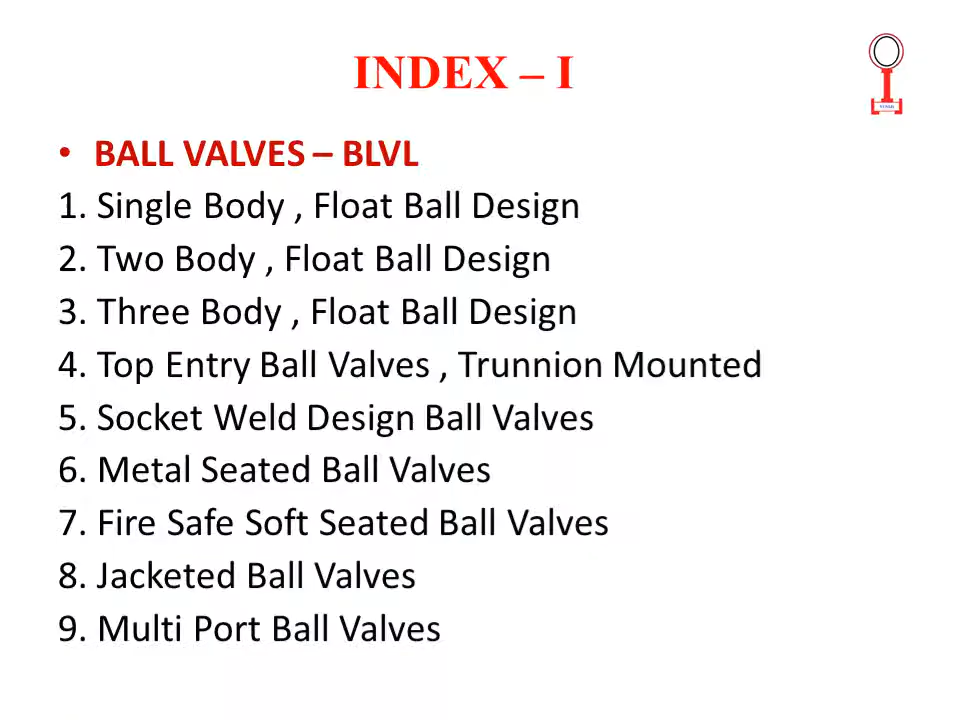 INDEX – I
• BALL VALVES – BLVL
1. Single Body , Float Ball Design
2. Two Body , Float Ball Design
3. Three Body , Float Ball Design
4. Top Entry Ball Valves , Trunnion Mounted
5. Socket Weld Design Ball Valves
6. Metal Seated Ball Valves
7. Fire Safe Soft Seated Ball Valves
8. Jacketed Ball Valves
9. Multi Port Ball Valves